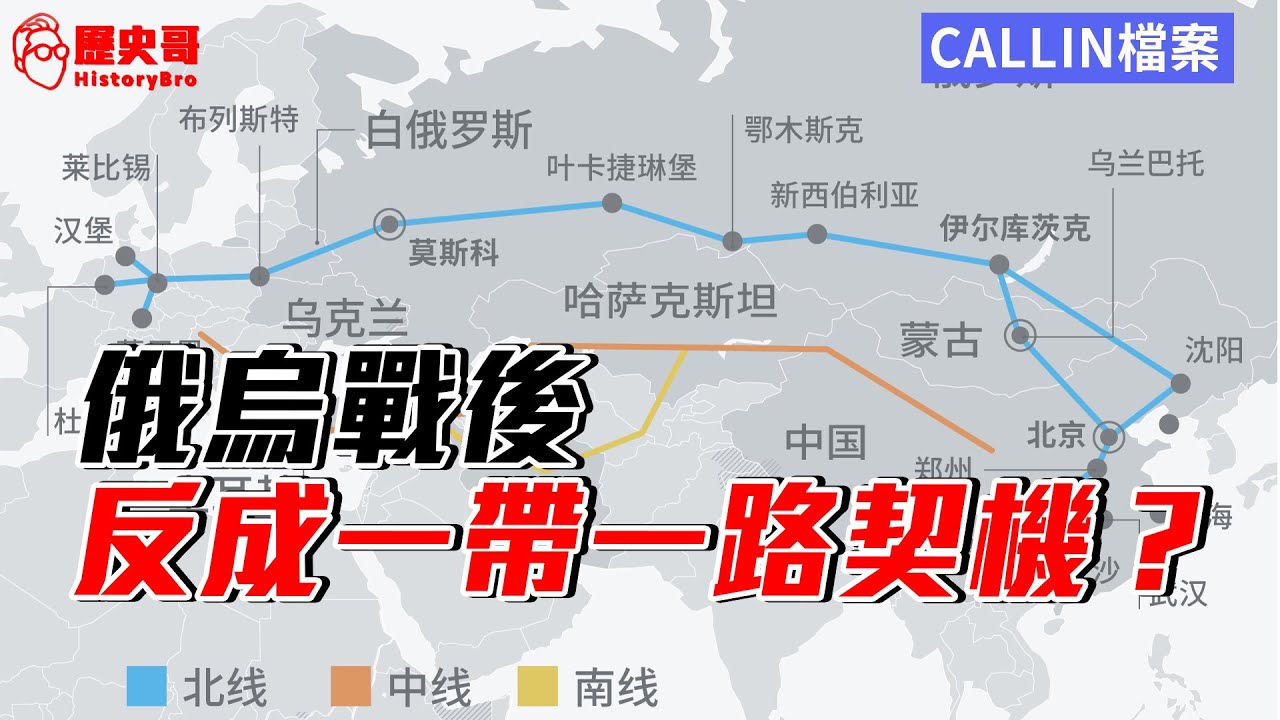 歷史哥
HistoryBro
CALLIN檔案
布列斯特
白俄罗斯
鄂木斯克
莱比锡
叶卡捷琳堡
乌兰巴托
新西伯利亚
汉堡
伊尔库茨克
莫斯科
哈萨克斯坦
乌克兰
蒙古
沈阳
杜
俄烏戰後
中国
北京
郑州
反成一帶一路契機？
海
沙
武汉
北线
中线
南线